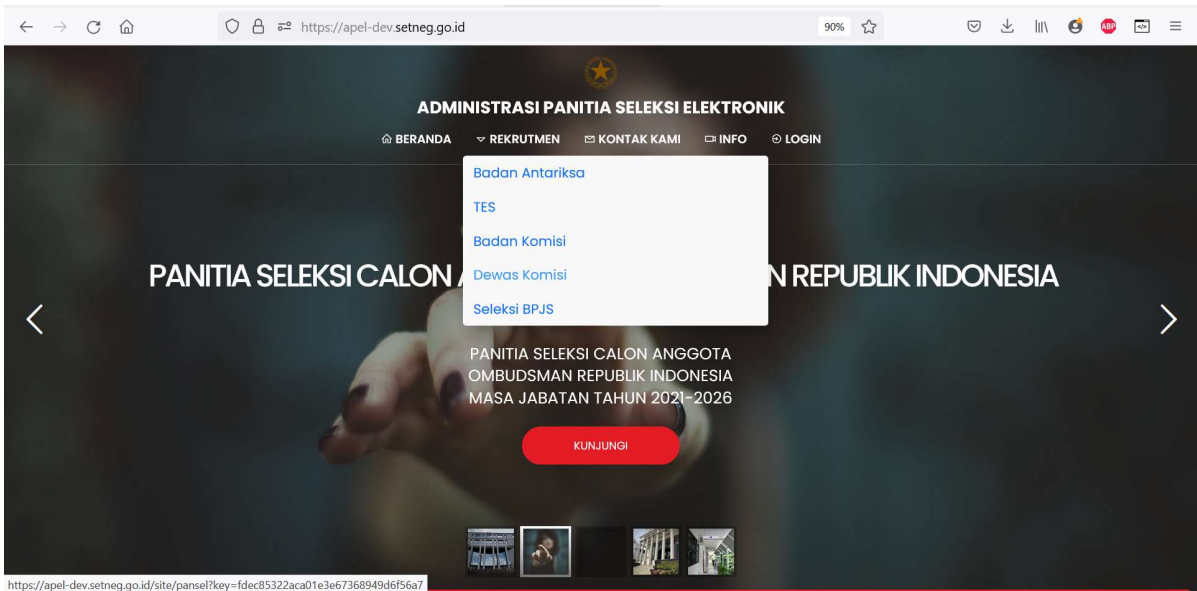 https://apel-dev.setneg.go.id
90%
ABP
ADMINISTRASI PANITIA SELEKSI ELEKTRONIK
BERANDA REKRUTMEN KONTAK KAMI INFO LOGIN
Badan Antariksa
TES
Badan Komisi
Dewas Komisi
Seleksi BPJS
PANITIA SELEKSI CALON A N REPUBLIK INDONESIA
PANITIA SELEKSI CALON ANGGOTA
OMBUDSMAN REPUBLIK INDONESIA
MASA JABATAN TAHUN 2021-2026
KUNJUNGI
https://apel-dev.setneg.go.id/site/pansel?key=fdec85322aca01e3e67368949d6f56a7